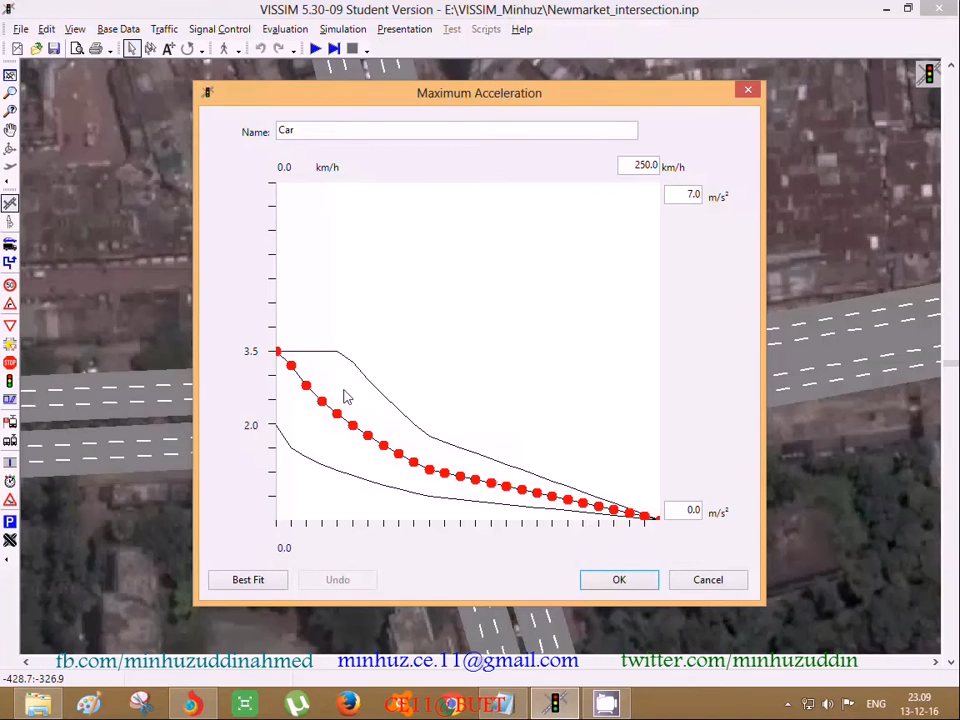 VISSIM 5.30-09 Student Version - E:\VISSIM_Minhuz\Newmarket_intersection.inp
File Edit View Base Data Traffic Signal Control Evaluation Simulation Presentation Test Scripts Help
Maximum Acceleration
Name: Car
0.0 km/h 250.0 km/h
7.0 m/s²
3.5
2.0
0.0 m/s²
0.0
Best Fit Undo OK Cancel
fb.com/minhuzuddinahmed minhuz.ce.11@gmail.com twitter.com/minhuzuddin
-428.7:-326.9
CE11@BUET
ENG
23.09
13-12-16